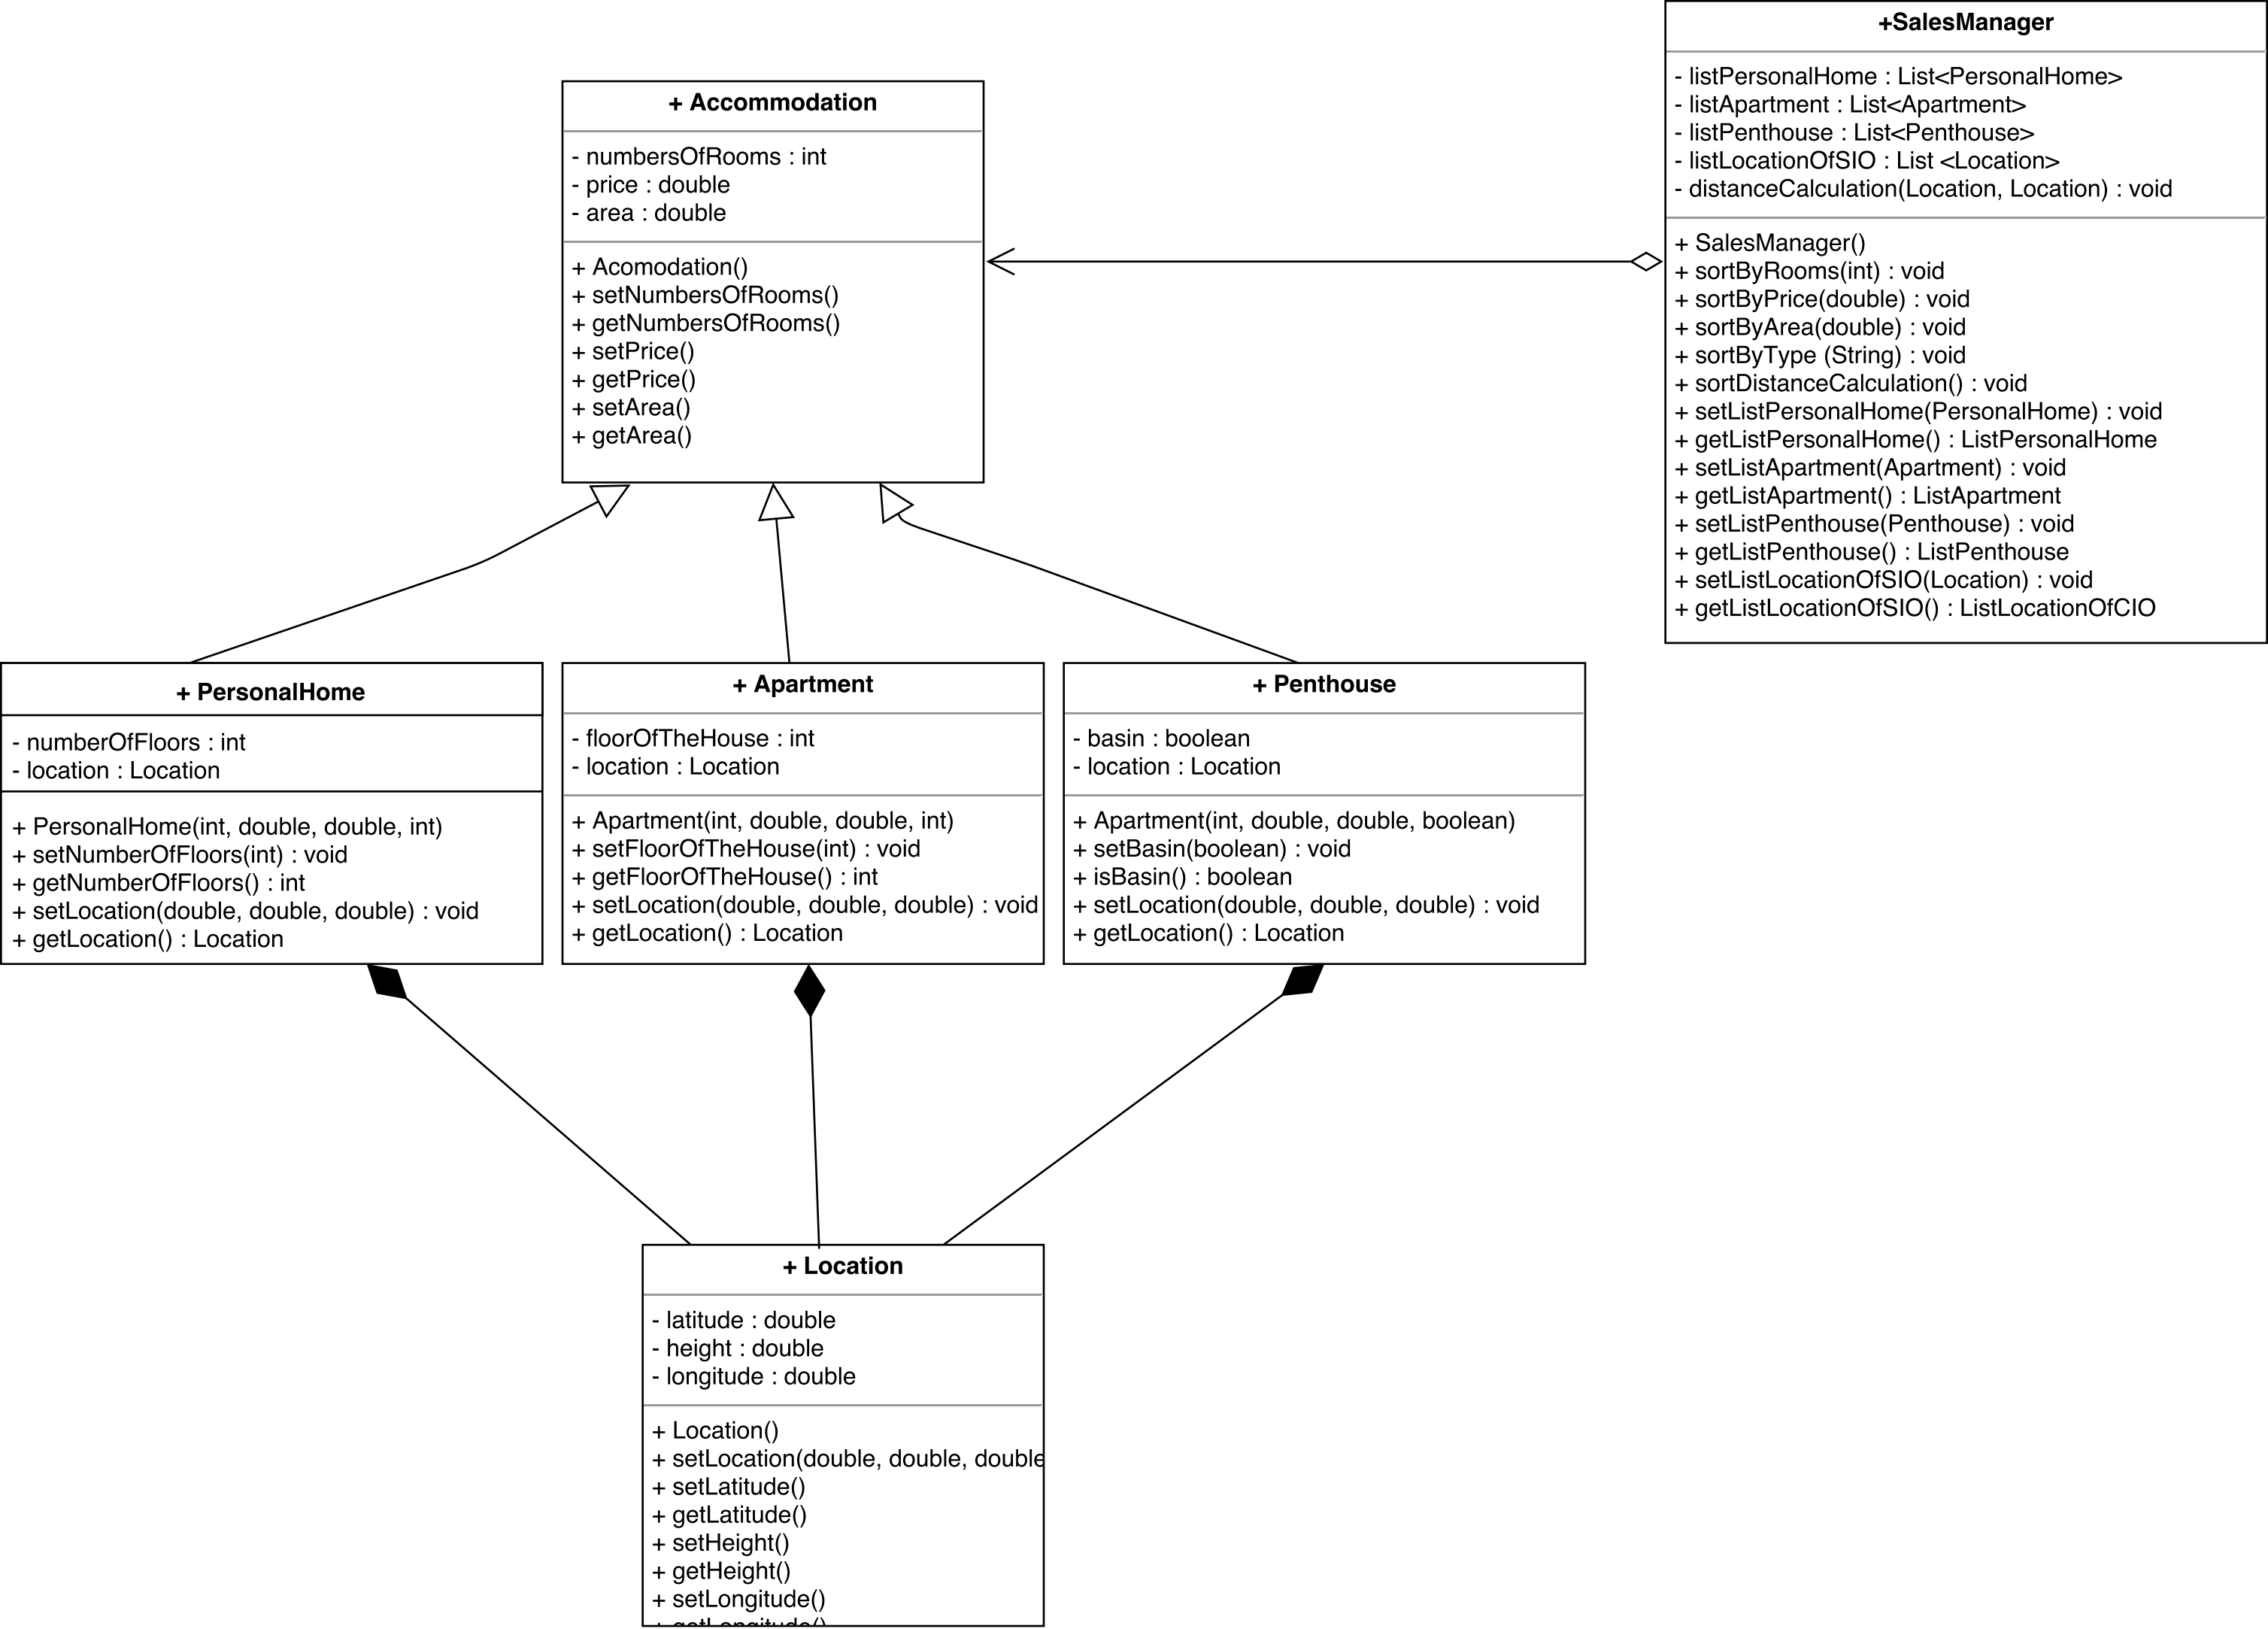 +SalesManager
- listPersonalHome : List<PersonalHome>
- listApartment : List<Apartment>
- listPenthouse : List<Penthouse>
- listLocationOfSIO : List <Location>
- distanceCalculation(Location, Location) : void
+ SalesManager()
+ sortByRooms(int) : void
+ sortByPrice(double) : void
+ sortByArea(double) : void
+ sortByType (String) : void
+ sortDistanceCalculation() : void
+ setListPersonalHome(PersonalHome) : void
+ getListPersonalHome() : ListPersonalHome
+ setListApartment(Apartment) : void
+ getListApartment() : ListApartment
+ setListPenthouse(Penthouse) : void
+ getListPenthouse() : ListPenthouse
+ setListLocationOfSIO(Location) : void
+ getListLocationOfSIO() : ListLocationOfCIO
+ Accommodation
- numbersOfRooms : int
- price : double
- area : double
+ Acomodation()
+ setNumbersOfRooms()
+ getNumbersOfRooms()
+ setPrice()
+ getPrice()
+ setArea()
+ getArea()
+ PersonalHome
- numberOfFloors : int
- location : Location
+ PersonalHome(int, double, double, int)
+ setNumberOfFloors(int) : void
+ getNumberOfFloors() : int
+ setLocation(double, double, double) : void
+ getLocation() : Location
+ Apartment
- floorOfTheHouse : int
- location : Location
+ Apartment(int, double, double, int)
+ setFloorOfTheHouse(int) : void
+ getFloorOfTheHouse() : int
+ setLocation(double, double, double) : void
+ getLocation() : Location
+ Penthouse
- basin : boolean
- location : Location
+ Apartment(int, double, double, boolean)
+ setBasin(boolean) : void
+ isBasin() : boolean
+ setLocation(double, double, double) : void
+ getLocation() : Location
+ Location
- latitude : double
- height : double
- longitude : double
+ Location()
+ setLocation(double, double, double
+ setLatitude()
+ getLatitude()
+ setHeight()
+ getHeight()
+ setLongitude()
+ getLongitude()